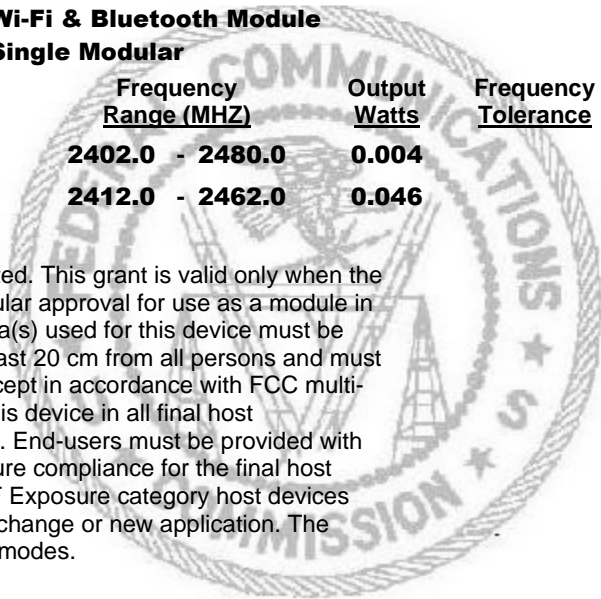 Wi-Fi & Bluetooth Module
Single Modular
Frequency Output Frequency
Range (MHZ) Watts Tolerance
2402.0 - 2480.0 0.004
2412.0 - 2462.0 0.046
ted. This grant is valid only when the
ular approval for use as a module in
a(s) used for this device must be
ast 20 cm from all persons and must
cept in accordance with FCC multi-
is device in all final host
. End-users must be provided with
ure compliance for the final host
F Exposure category host devices
change or new application. The
modes.
FEDERAL COMMUNICATIONS COMMISSION
U S